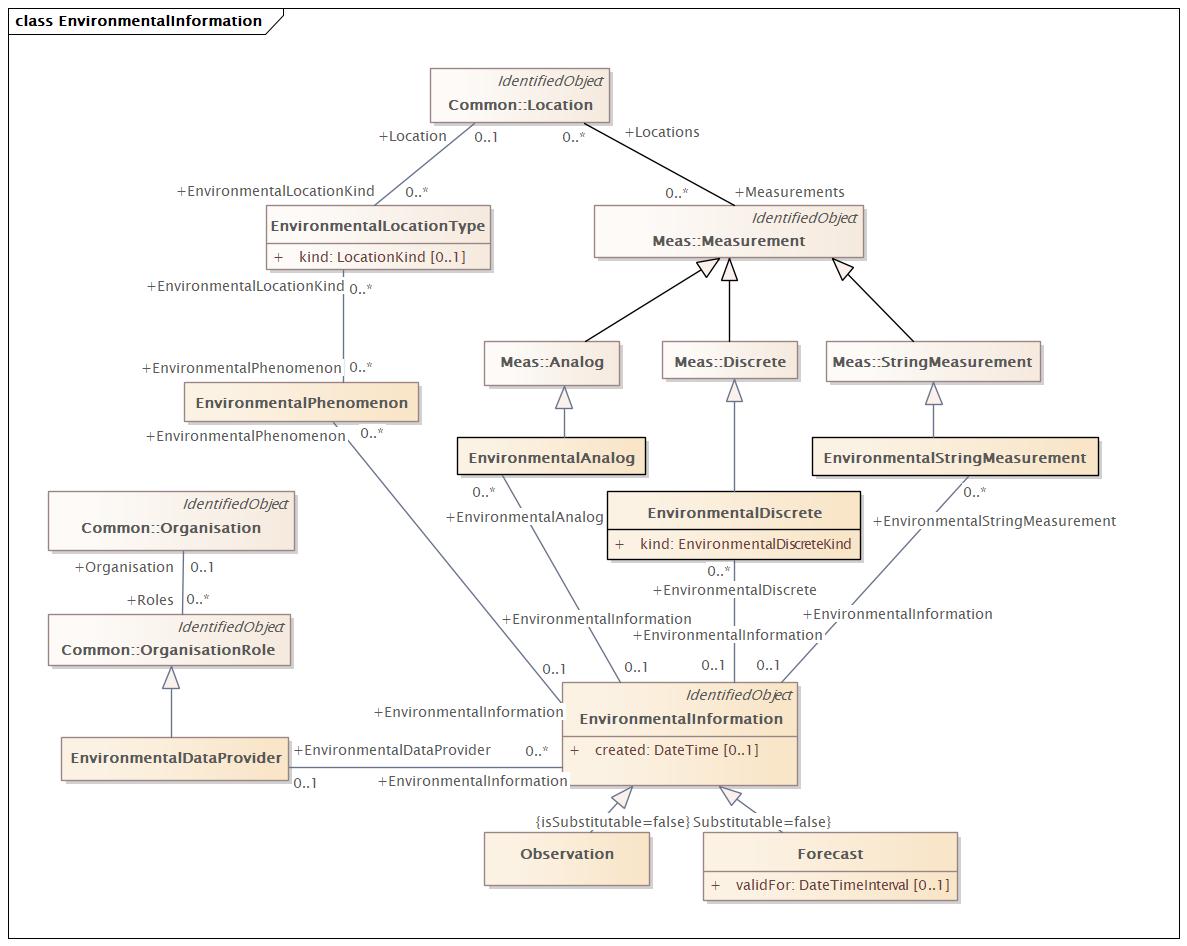 class EnvironmentalInformation
IdentifiedObject
Common::Location
+Location
0..1
0..*
+Locations
+EnvironmentalLocationKind
0..*
0..*
+Measurements
EnvironmentalLocationType
+ kind: LocationKind [0..1]
IdentifiedObject
Meas::Measurement
+EnvironmentalLocationKind
0..*
Meas::Analog
Meas::Discrete
Meas::StringMeasurement
+EnvironmentalPhenomenon
0..*
EnvironmentalPhenomenon
+EnvironmentalPhenomenon
0..*
EnvironmentalAnalog
EnvironmentalStringMeasurement
0..*
0..*
IdentifiedObject
Common::Organisation
+EnvironmentalAnalog
EnvironmentalDiscrete
+ kind: EnvironmentalDiscreteKind
+EnvironmentalStringMeasurement
+Organisation
0..1
0..*
+EnvironmentalDiscrete
+Roles
0..*
+EnvironmentalInformation
+EnvironmentalInformation
+EnvironmentalInformation
IdentifiedObject
Common::OrganisationRole
0..1
0..1
0..1
0..1
IdentifiedObject
EnvironmentalInformation
+ created: DateTime [0..1]
+EnvironmentalInformation
EnvironmentalDataProvider
+EnvironmentalDataProvider
0..*
0..1
+EnvironmentalInformation
{isSubstitutable=false}
Substitutable=false}
Observation
Forecast
+ validFor: DateTimeInterval [0..1]